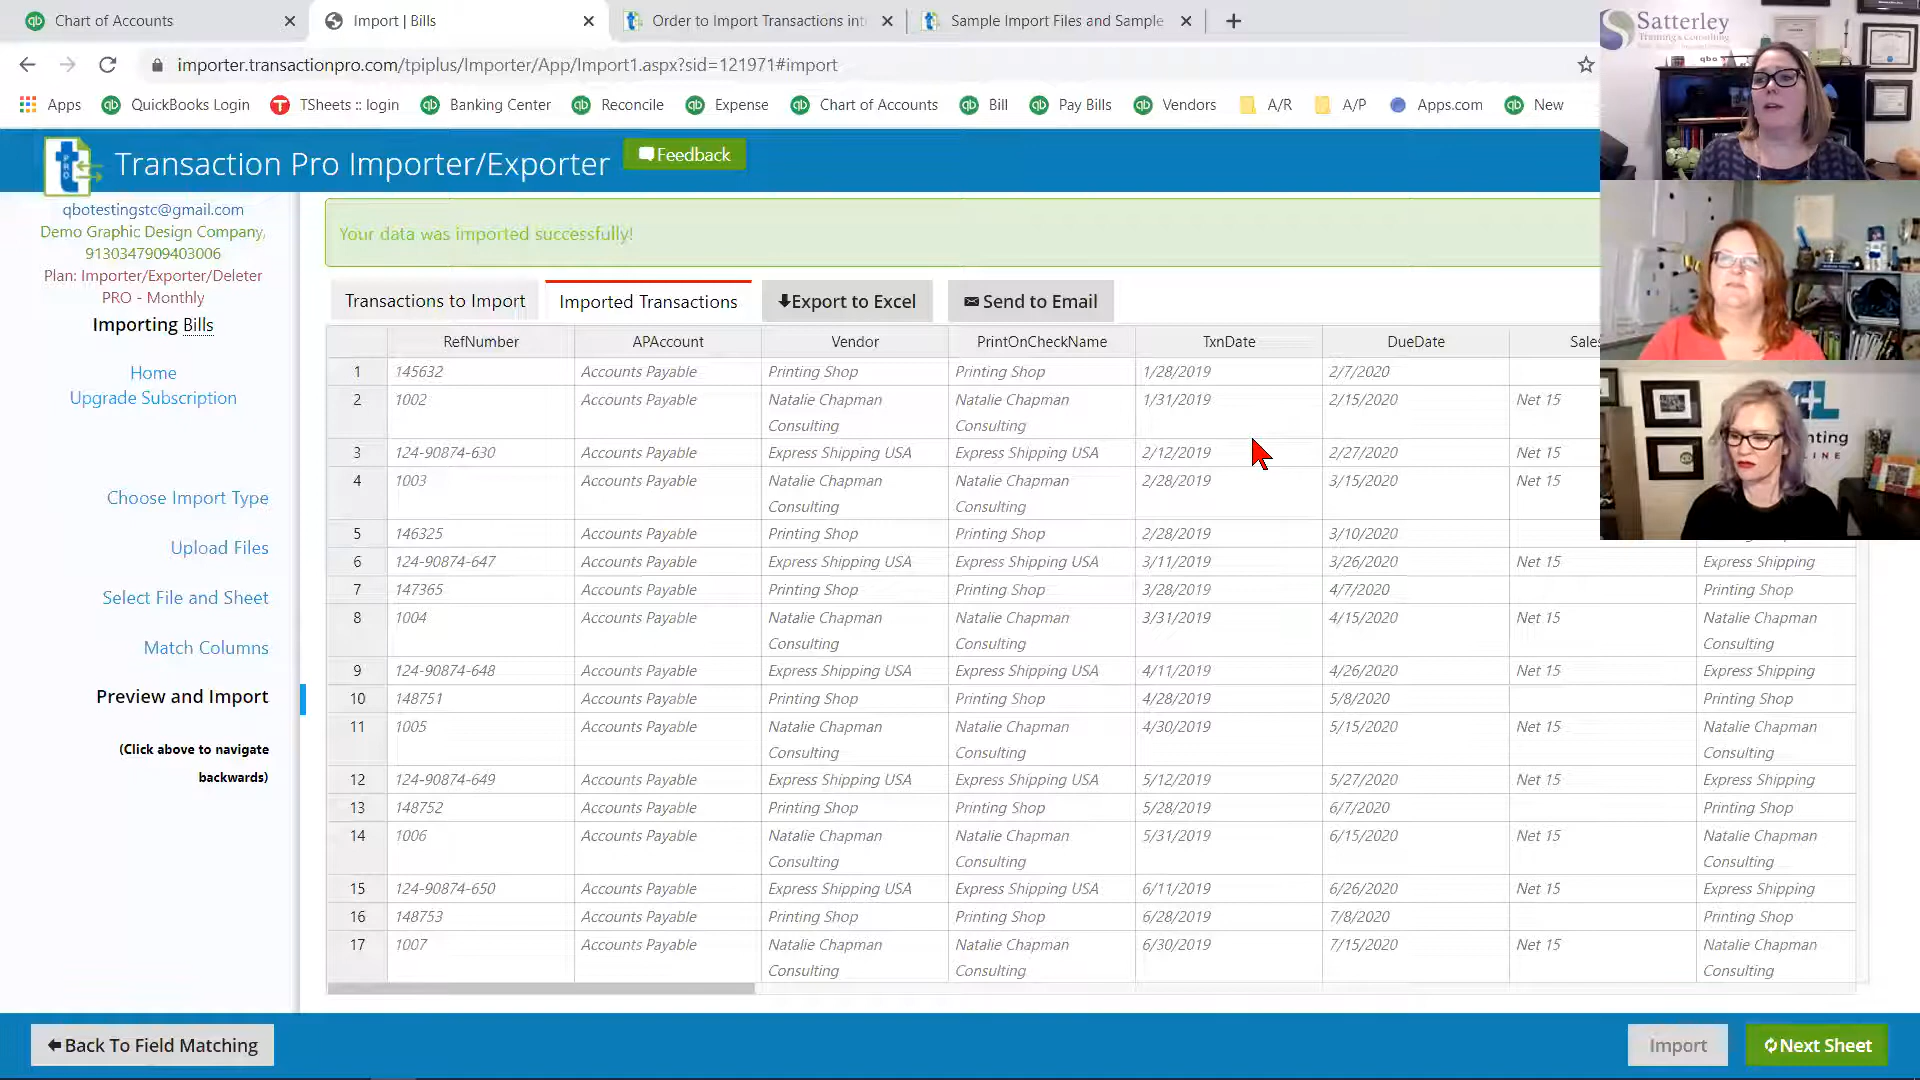 Chart of Accounts
Import | Bills
Order to Import Transactions int
Sample Import Files and Sample
importer.transactionpro.com/tpiplus/Importer/App/Import1.aspx?sid=121971#import
Apps QuickBooks Login TSheets :: login Banking Center Reconcile Expense Chart of Accounts Bill Pay Bills Vendors A/R A/P Apps.com New
Satterley
Training & Consulting
Transaction Pro Importer/Exporter
Feedback
qbotestingstc@gmail.com
Demo Graphic Design Company,
9130347909403006
Plan: Importer/Exporter/Deleter
PRO - Monthly
Importing Bills
Home
Upgrade Subscription
Choose Import Type
Upload Files
Select File and Sheet
Match Columns
Preview and Import
(Click above to navigate
backwards)
Your data was imported successfully!
Transactions to Import
Imported Transactions
Export to Excel
Send to Email
RefNumber APAccount Vendor PrintOnCheckName TxnDate DueDate Sales
1 145632 Accounts Payable Printing Shop Printing Shop 1/28/2019 2/7/2020
2 1002 Accounts Payable Natalie Chapman Consulting Natalie Chapman Consulting 1/31/2019 2/15/2020 Net 15
3 124-90874-630 Accounts Payable Express Shipping USA Express Shipping USA 2/12/2019 2/27/2020 Net 15
4 1003 Accounts Payable Natalie Chapman Consulting Natalie Chapman Consulting 2/28/2019 3/15/2020 Net 15
5 146325 Accounts Payable Printing Shop Printing Shop 2/28/2019 3/10/2020
6 124-90874-647 Accounts Payable Express Shipping USA Express Shipping USA 3/11/2019 3/26/2020 Net 15 Express Shipping
7 147365 Accounts Payable Printing Shop Printing Shop 3/28/2019 4/7/2020 Printing Shop
8 1004 Accounts Payable Natalie Chapman Consulting Natalie Chapman Consulting 3/31/2019 4/15/2020 Net 15 Natalie Chapman Consulting
9 124-90874-648 Accounts Payable Express Shipping USA Express Shipping USA 4/11/2019 4/26/2020 Net 15 Express Shipping
10 148751 Accounts Payable Printing Shop Printing Shop 4/28/2019 5/8/2020 Printing Shop
11 1005 Accounts Payable Natalie Chapman Consulting Natalie Chapman Consulting 4/30/2019 5/15/2020 Net 15 Natalie Chapman Consulting
12 124-90874-649 Accounts Payable Express Shipping USA Express Shipping USA 5/12/2019 5/27/2020 Net 15 Express Shipping
13 148752 Accounts Payable Printing Shop Printing Shop 5/28/2019 6/7/2020 Printing Shop
14 1006 Accounts Payable Natalie Chapman Consulting Natalie Chapman Consulting 5/31/2019 6/15/2020 Net 15 Natalie Chapman Consulting
15 124-90874-650 Accounts Payable Express Shipping USA Express Shipping USA 6/11/2019 6/26/2020 Net 15 Express Shipping
16 148753 Accounts Payable Printing Shop Printing Shop 6/28/2019 7/8/2020 Printing Shop
17 1007 Accounts Payable Natalie Chapman Consulting Natalie Chapman Consulting 6/30/2019 7/15/2020 Net 15 Natalie Chapman Consulting
Back To Field Matching
Import
Next Sheet